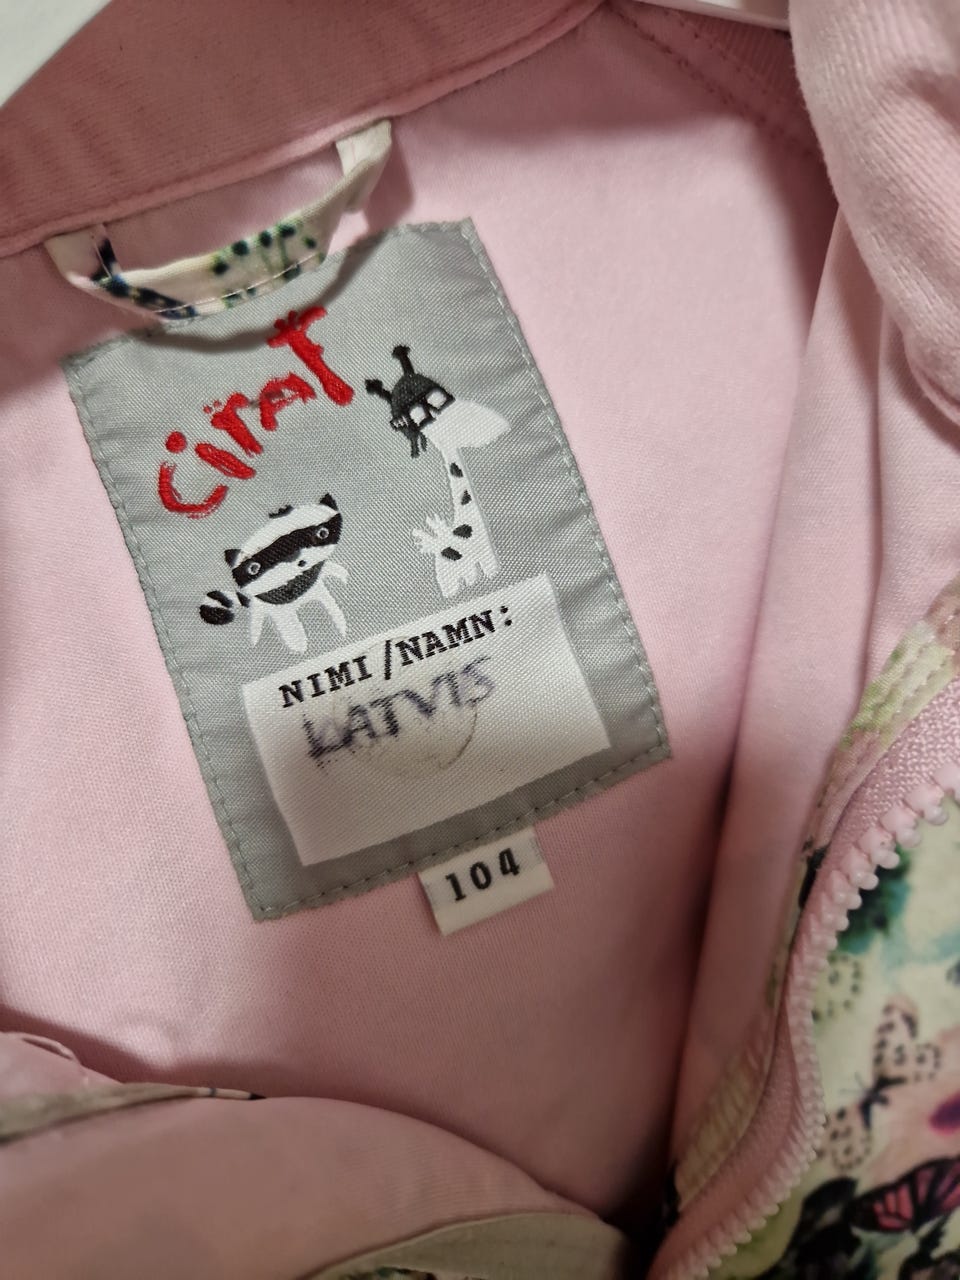 CiraT
NIMI/NAMN:
LATVIS
104